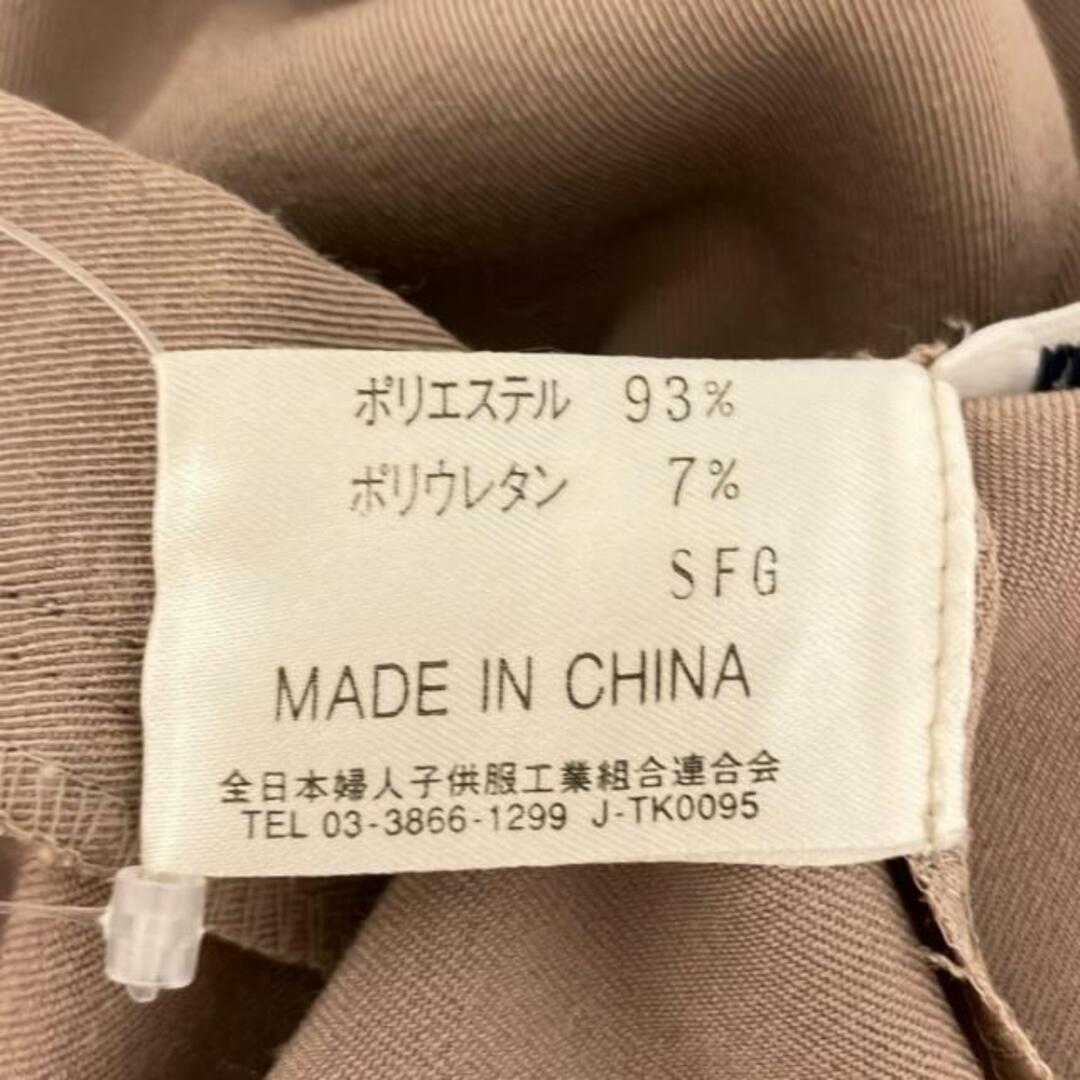 ポリエステル 93%
ポリウレタン 7%
SFG
MADE IN CHINA
全日本婦人子供服工業組合連合会
TEL 03-3866-1299 J-TK0095